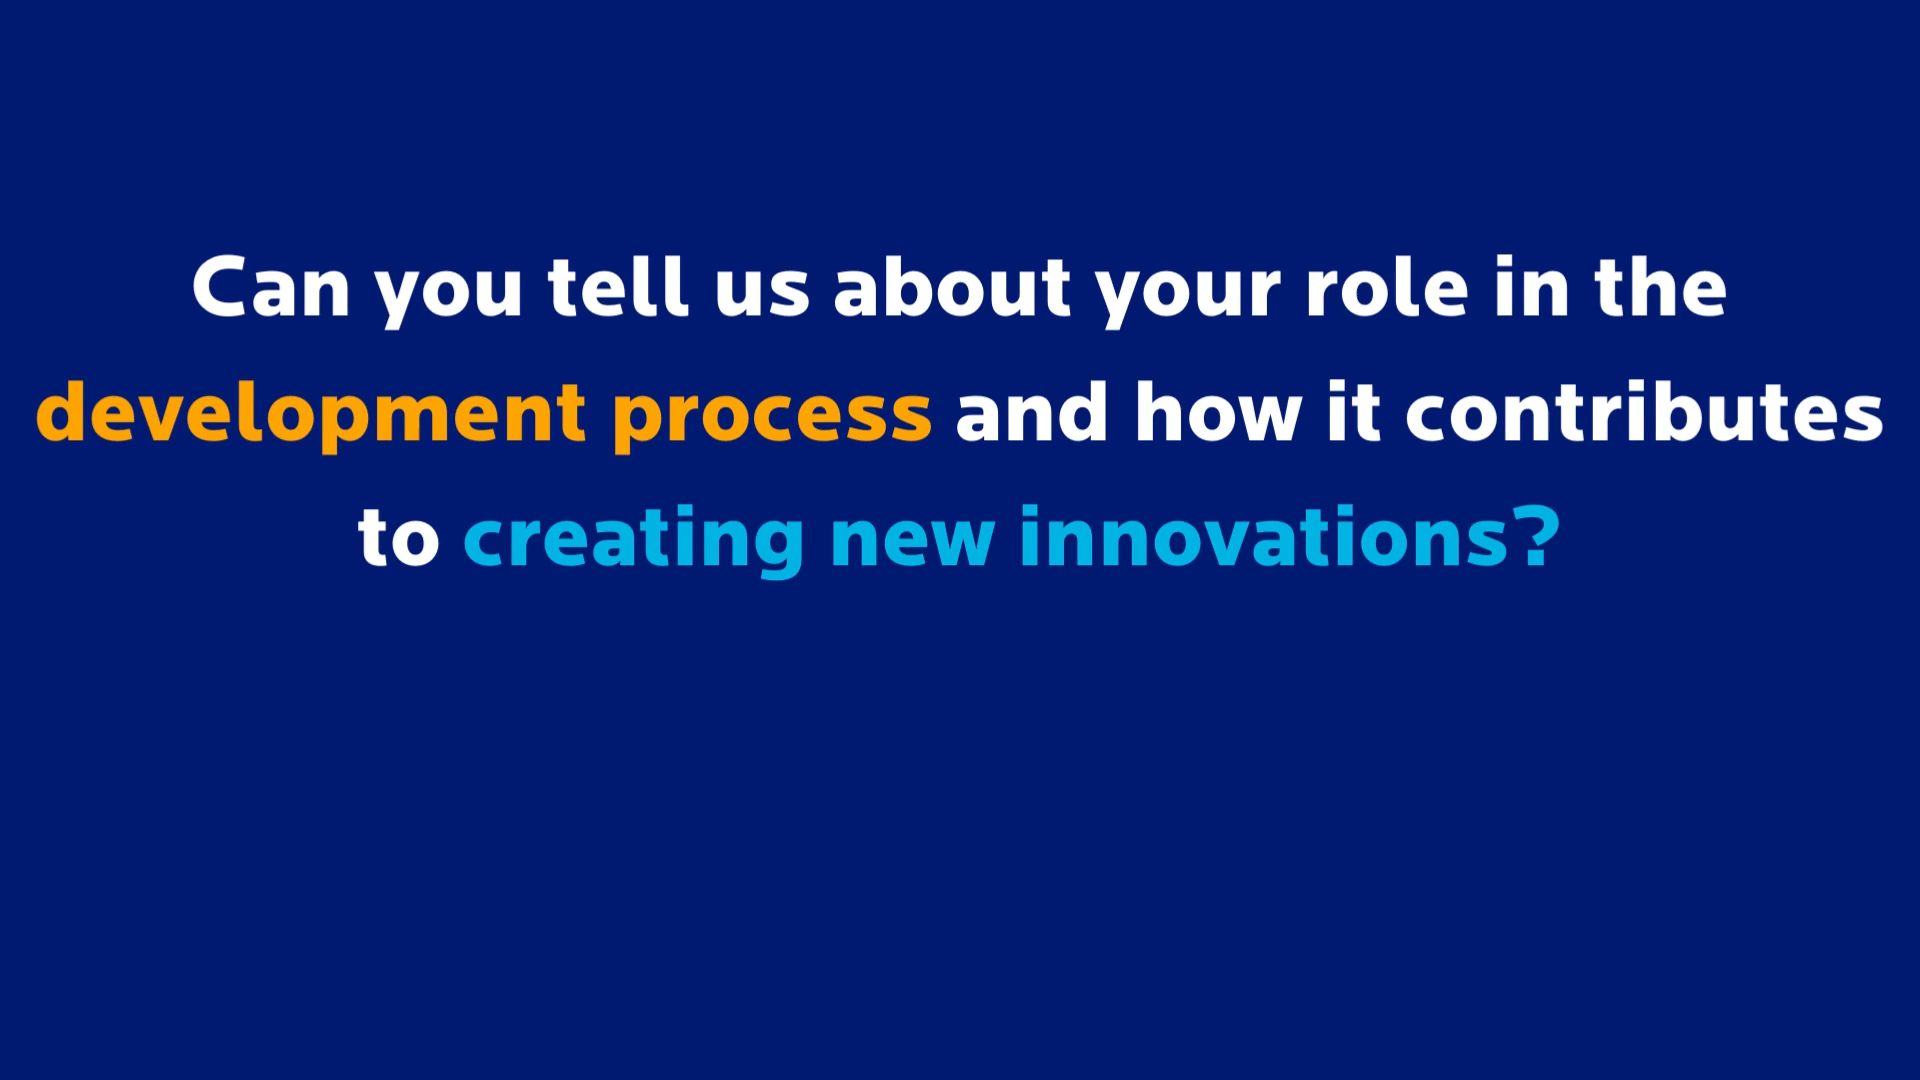 Can you tell us about your role in the
development process and how it contributes
to creating new innovations?